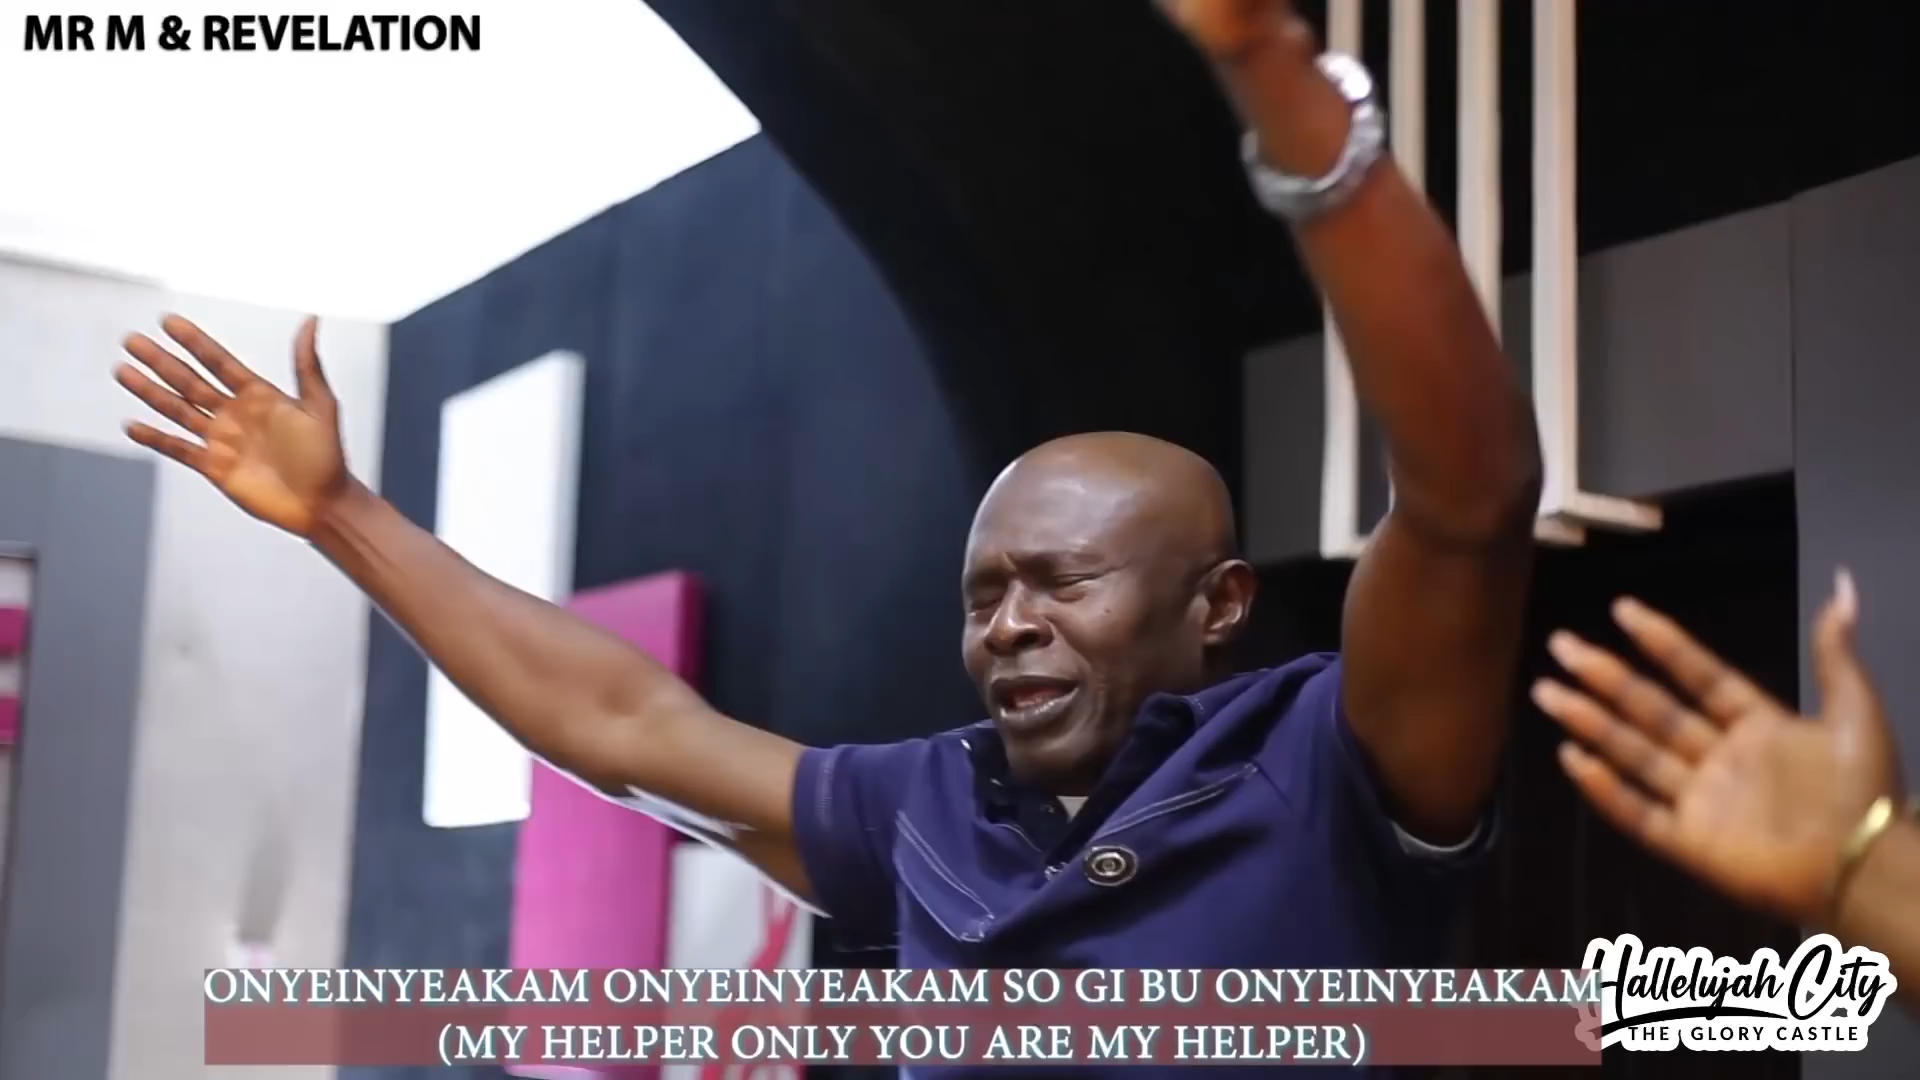 MR M & REVELATION
ONYEINYEAKAM ONYEINYEAKAM SO GI BU ONYEINYEAKAM
(MY HELPER ONLY YOU ARE MY HELPER)
Hallelujah City
THE GLORY CASTLE